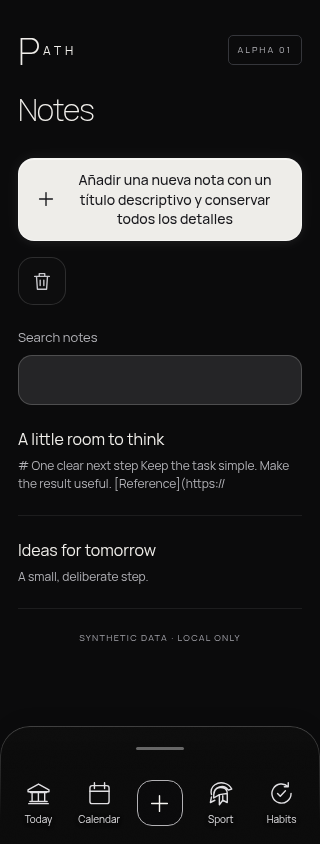 PATH
ALPHA 01
Notes
Añadir una nueva nota con un
título descriptivo y conservar
todos los detalles
Search notes
A little room to think
# One clear next step Keep the task simple. Make
the result useful. [Reference](https://
Ideas for tomorrow
A small, deliberate step.
SYNTHETIC DATA · LOCAL ONLY
Today
Calendar
Sport
Habits